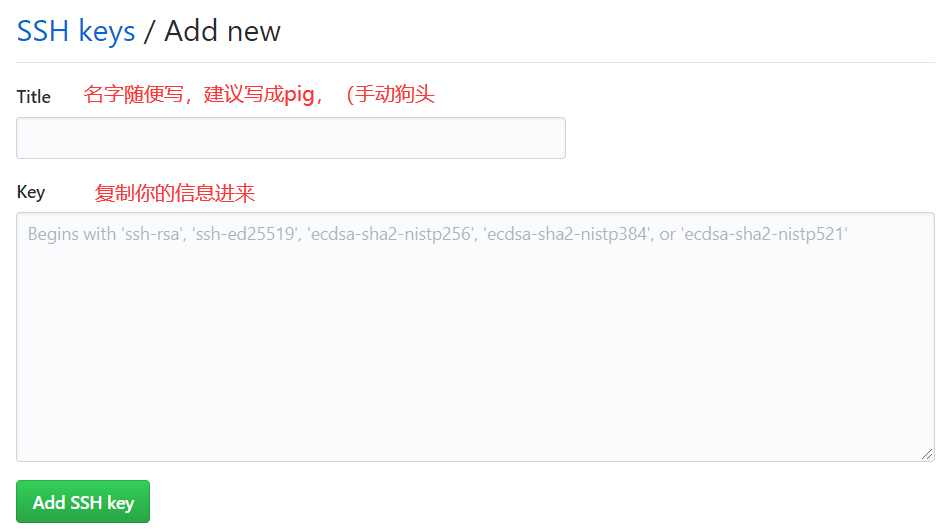 SSH keys / Add new
Title 名字随便写，建议写成pig，（手动狗头
Key 复制你的信息进来
Begins with 'ssh-rsa', 'ssh-ed25519', 'ecdsa-sha2-nistp256', 'ecdsa-sha2-nistp384', or 'ecdsa-sha2-nistp521'
Add SSH key